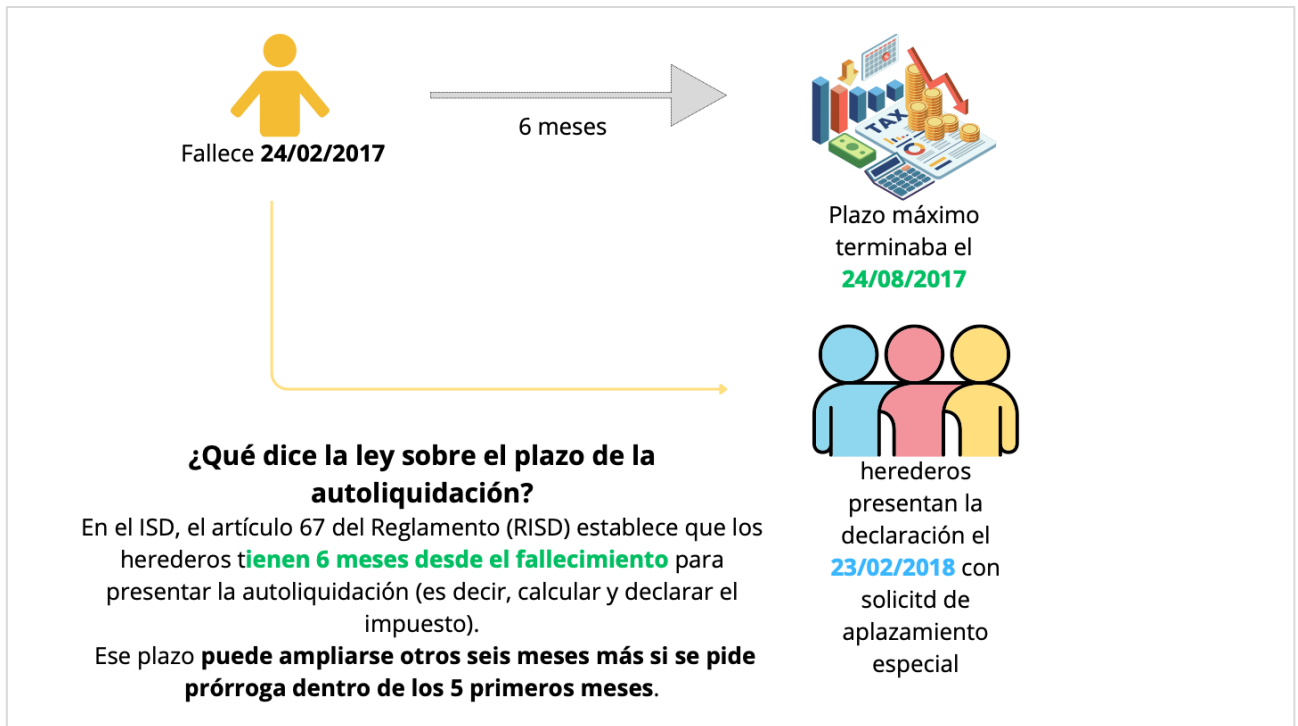 Fallece 24/02/2017
6 meses
TAX
Plazo máximo
terminaba el
24/08/2017
herederos
presentan la
declaración el
23/02/2018 con
solicitd de
aplazamiento
especial
¿Qué dice la ley sobre el plazo de la
autoliquidación?
En el ISD, el artículo 67 del Reglamento (RISD) establece que los
herederos tienen 6 meses desde el fallecimiento para
presentar la autoliquidación (es decir, calcular y declarar el
impuesto).
Ese plazo puede ampliarse otros seis meses más si se pide
prórroga dentro de los 5 primeros meses.